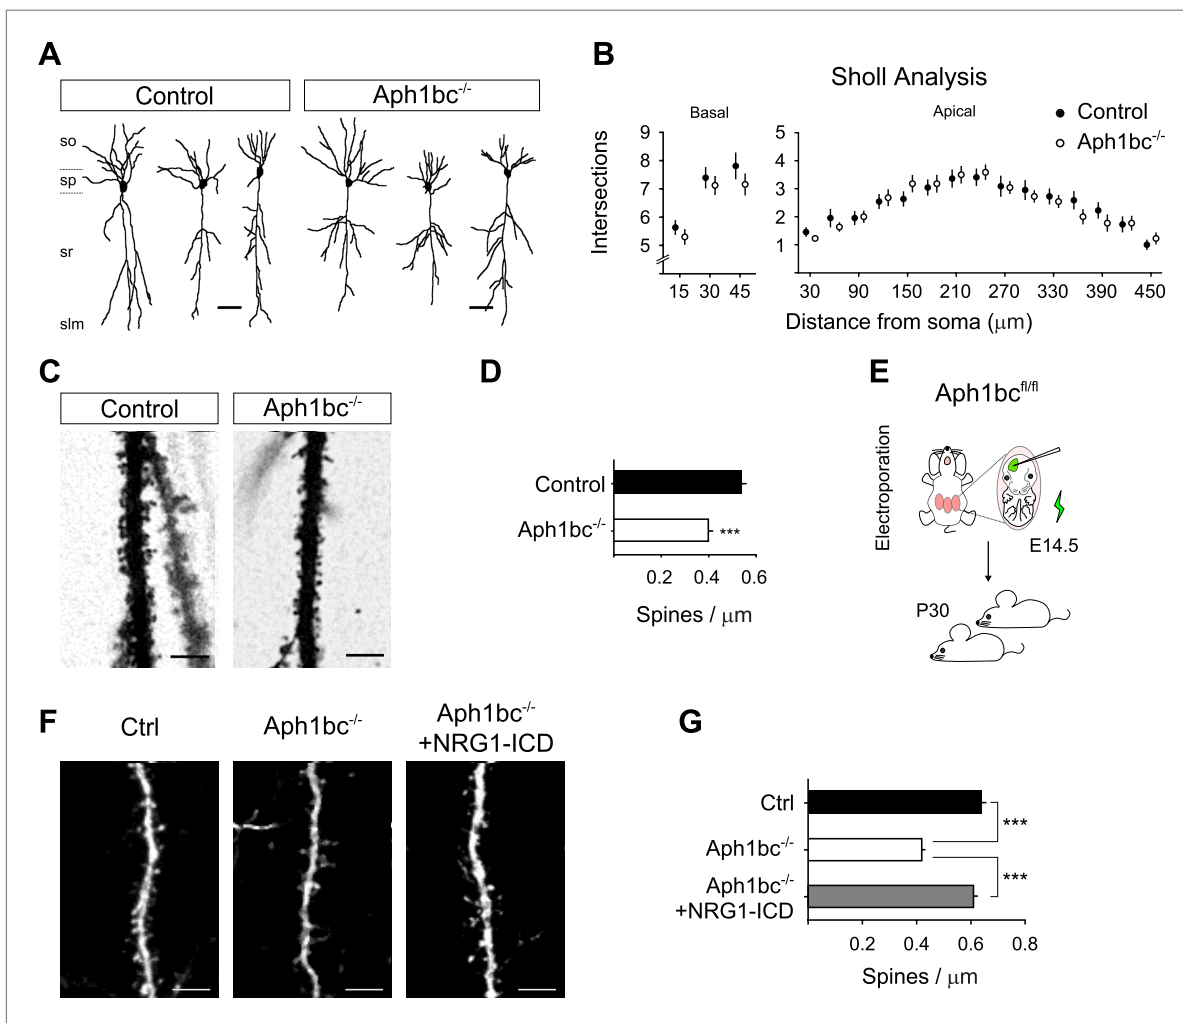 A
Control
Aph1bc-/-
so
sp
sr
slm
B
Sholl Analysis
Basal
Apical
Control
Aph1bc-/-
Intersections
9
8
7
6
5
5
4
3
2
1
15 30 45
30 90 150 210 270 330 390 450
Distance from soma (μm)
C
Control
Aph1bc-/-
D
Control
Aph1bc-/-
***
0.2 0.4 0.6
Spines / μm
E
Aph1bcfl/fl
Electroporation
E14.5
P30
F
Ctrl
Aph1bc-/-
Aph1bc-/-
+NRG1-ICD
G
Ctrl
Aph1bc-/-
Aph1bc-/-
+NRG1-ICD
***
***
0.2 0.4 0.6 0.8
Spines / μm